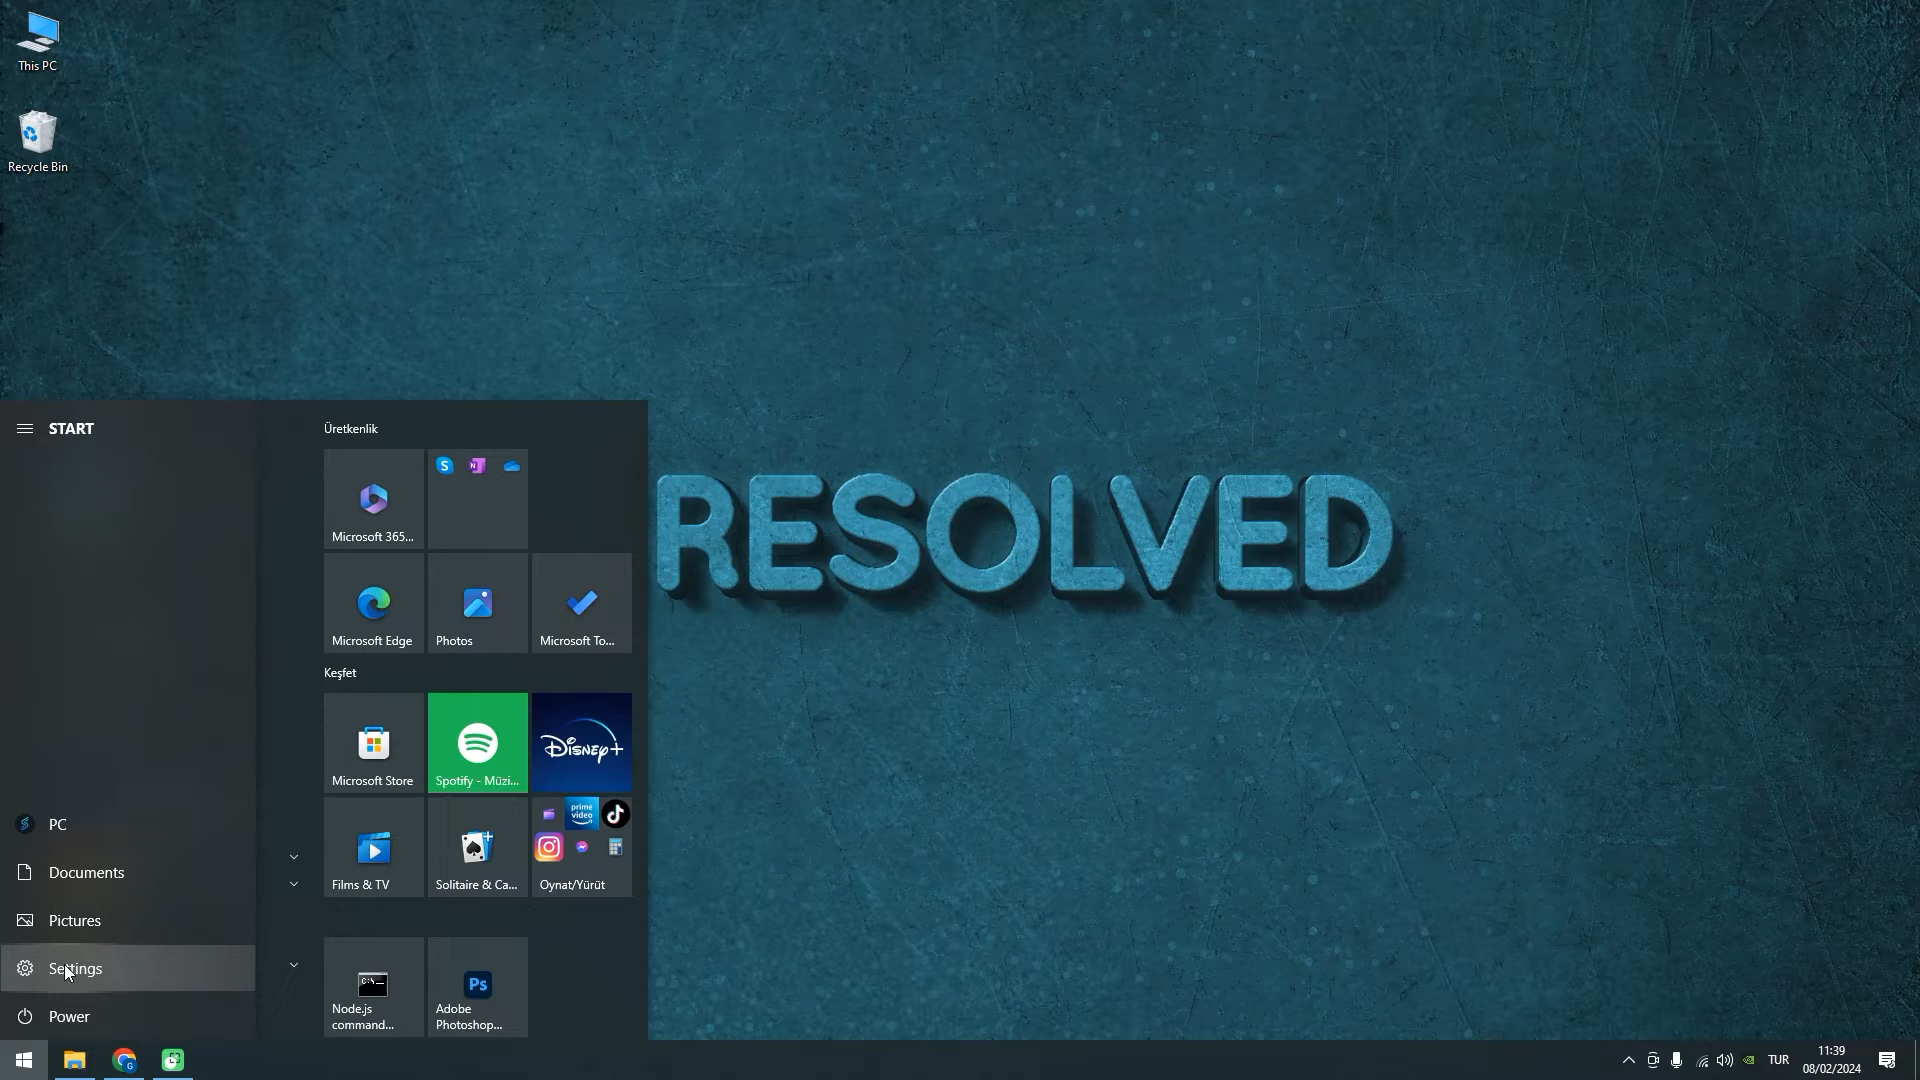 This PC
Recycle Bin
RESOLVED
START
PC
Documents
Pictures
Settings
Power
Üretkenlik
Microsoft 365...
Microsoft Edge
Photos
Microsoft To...
Keşfet
Microsoft Store
Spotify - Müzi...
Disney+
Films & TV
Solitaire & Ca...
prime
video
Oynat/Yürüt
C:\_
Node.js
command...
Ps
Adobe
Photoshop...
TUR
11:39
08/02/2024